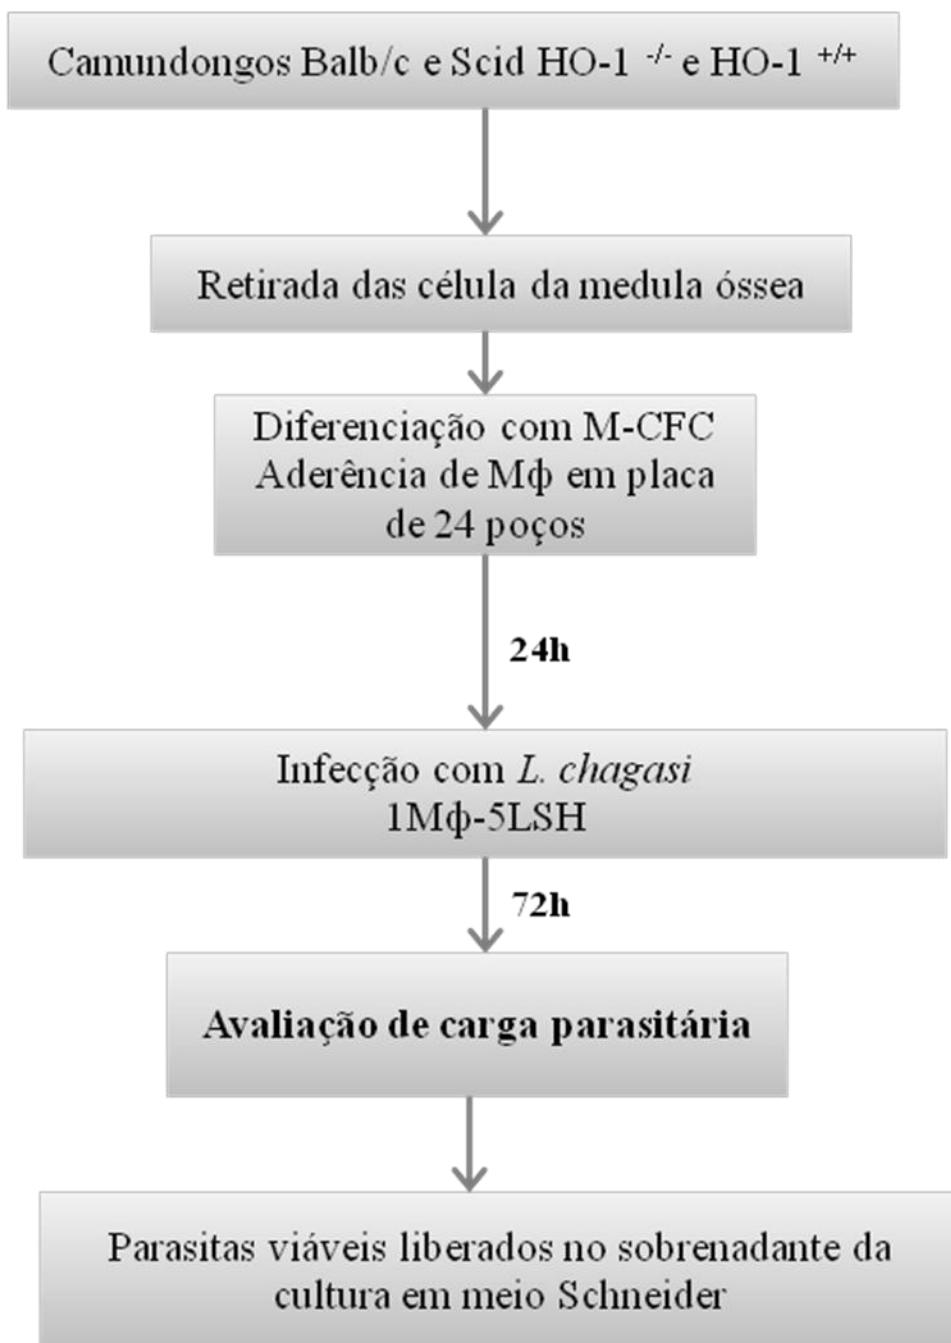 Camundongos Balb/c e Scid HO-1 -/- e HO-1 +/+
Retirada das célula da medula óssea
Diferenciação com M-CFC
Aderência de Mφ em placa
de 24 poços
24h
Infecção com L. chagasi
1Mφ-5LSH
72h
Avaliação de carga parasitária
Parasitas viáveis liberados no sobrenadante da
cultura em meio Schneider